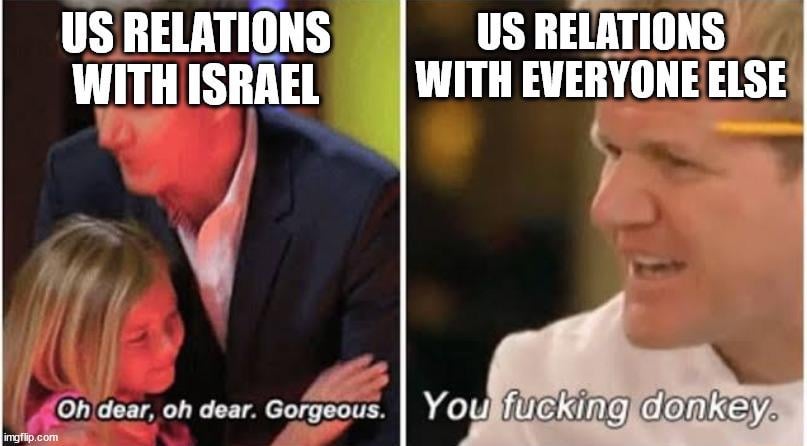 US RELATIONS
WITH ISRAEL
US RELATIONS
WITH EVERYONE ELSE
Oh dear, oh dear. Gorgeous.
You fucking donkey.
imgflip.com